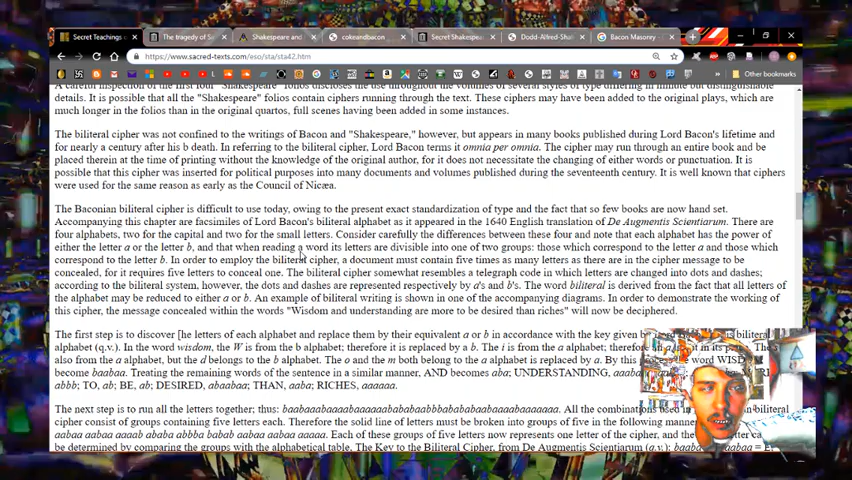 Secret Teachings o
The tragedy of S
Shakespeare and
cokeandbacon
Secret Shakespe
Dodd-Alfred-Sha
Bacon Masonry -
https://www.sacred-texts.com/eso/sta/sta42.htm
Other bookmarks
A careful inspection of the first four "Shakespeare" folios discloses the use throughout the volumes of several styles of type differing in minute but distinguishable
details. It is possible that all the "Shakespeare" folios contain ciphers running through the text. These ciphers may have been added to the original plays, which are
much longer in the folios than in the original quartos, full scenes having been added in some instances.
The biliteral cipher was not confined to the writings of Bacon and "Shakespeare," however, but appears in many books published during Lord Bacon's lifetime and
for nearly a century after his b death. In referring to the biliteral cipher, Lord Bacon terms it omnia per omnia. The cipher may run through an entire book and be
placed therein at the time of printing without the knowledge of the original author, for it does not necessitate the changing of either words or punctuation. It is
possible that this cipher was inserted for political purposes into many documents and volumes published during the seventeenth century. It is well known that ciphers
were used for the same reason as early as the Council of Nicæa.
The Baconian biliteral cipher is difficult to use today, owing to the present exact standardization of type and the fact that so few books are now hand set.
Accompanying this chapter are facsimiles of Lord Bacon's biliteral alphabet as it appeared in the 1640 English translation of De Augmentis Scientiarum. There are
four alphabets, two for the capital and two for the small letters. Consider carefully the differences between these four and note that each alphabet has the power of
either the letter a or the letter b, and that when reading a word its letters are divisible into one of two groups: those which correspond to the letter a and those which
correspond to the letter b. In order to employ the biliteral cipher, a document must contain five times as many letters as there are in the cipher message to be
concealed, for it requires five letters to conceal one. The biliteral cipher somewhat resembles a telegraph code in which letters are changed into dots and dashes;
according to the biliteral system, however, the dots and dashes are represented respectively by a's and b's. The word biliteral is derived from the fact that all letters of
the alphabet may be reduced to either a or b. An example of biliteral writing is shown in one of the accompanying diagrams. In order to demonstrate the working of
this cipher, the message concealed within the words "Wisdom and understanding are more to be desired than riches" will now be deciphered.
The first step is to discover [he letters of each alphabet and replace them by their equivalent a or b in accordance with the key given b biliteral
alphabet (q.v.). In the word wisdom, the W is from the b alphabet; therefore it is replaced by a b. The i is from the a alphabet; therefore an
also from the a alphabet, but the d belongs to the b alphabet. The o and the m both belong to the a alphabet is replaced by a. By this word WISD
become baabaa. Treating the remaining words of the sentence in a similar manner, AND becomes aba; UNDERSTANDING,
abbb; TO, ab; BE, ab; DESIRED, abaabaa; THAN, aaba; RICHES, aaaaaa.
The next step is to run all the letters together; thus: All the combinations used biliteral
cipher consist of groups containing five letters each. Therefore the solid line of letters must be broken into groups of five in the following manner
aabaa aabaa aaaab ababa abbba babab aabaa aabaa aaaaa. Each of these groups of five letters now represents one letter of the cipher, and the
be determined by comparing the groups with the alphabetical table. The Key to the Biliteral Cipher, from De Augmentis Scientiarum (q.v.):